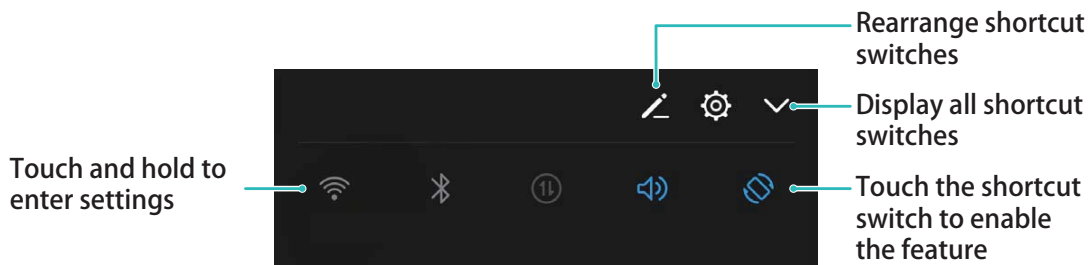 Rearrange shortcut
switches
Display all shortcut
switches
Touch and hold to
enter settings
Touch the shortcut
switch to enable
the feature